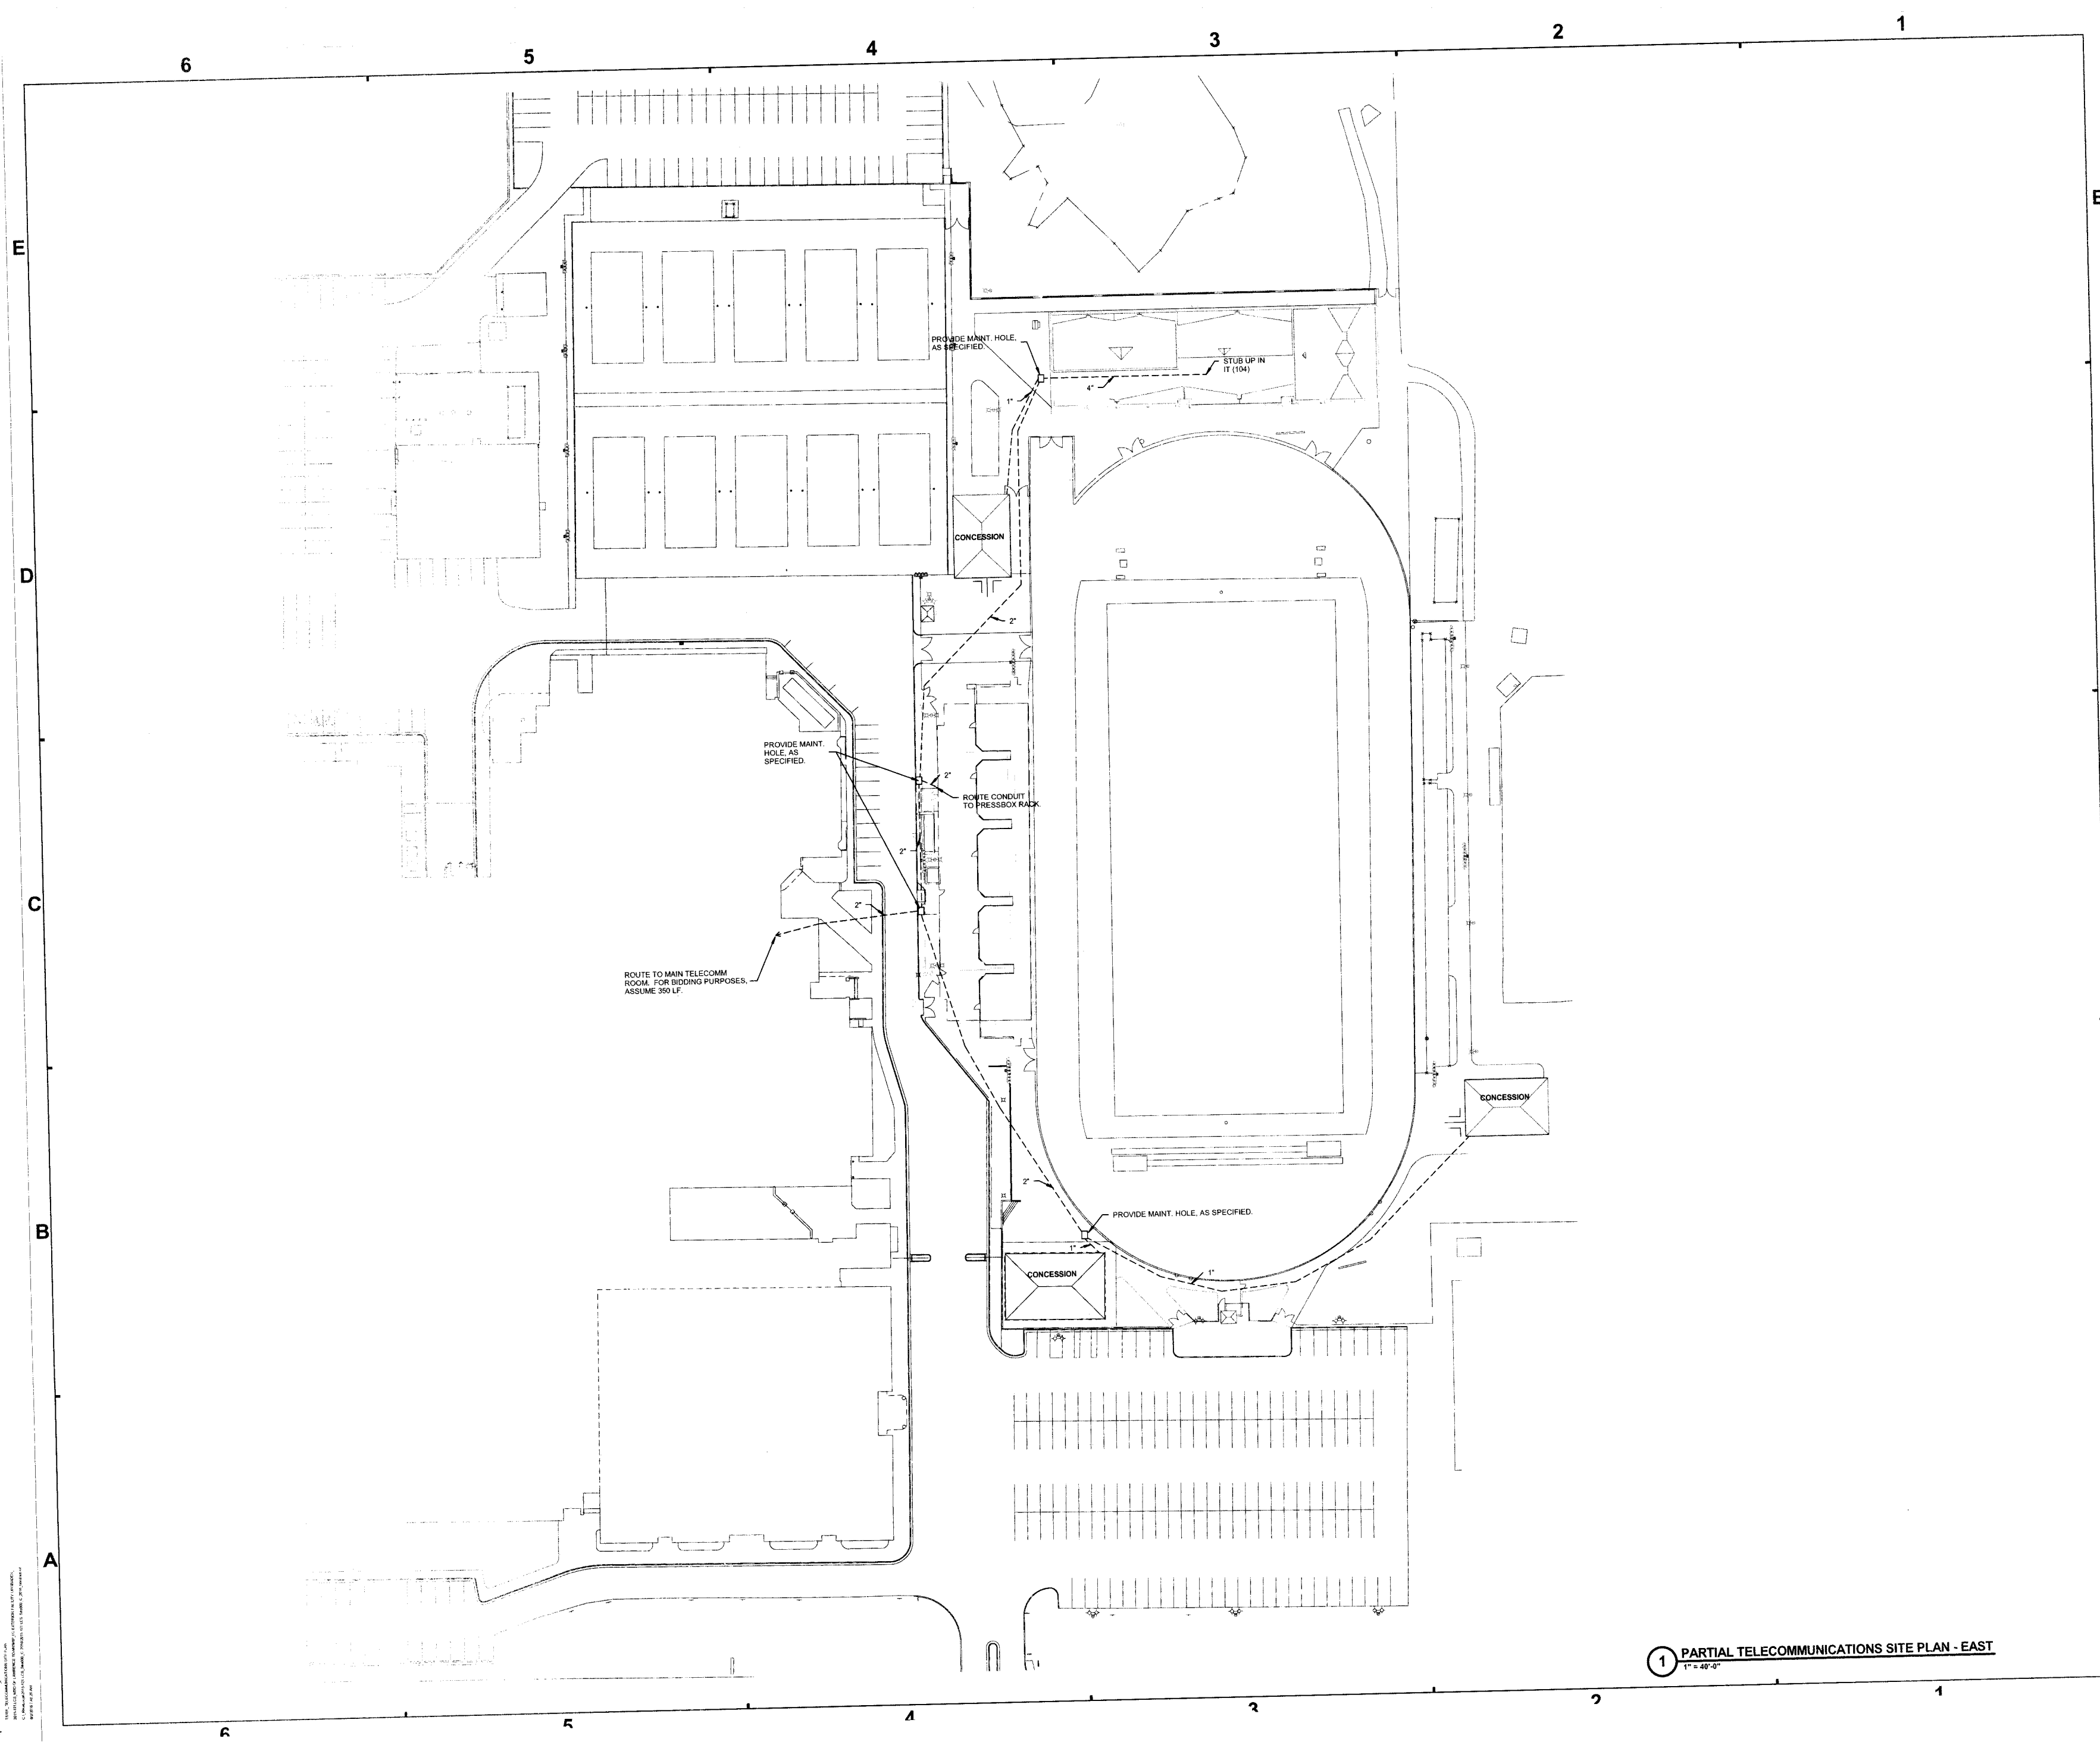 6
5
4
3
2
1
E
E
PROVIDE MAINT. HOLE,
AS SPECIFIED.
STUB UP IN
IT (104)
4"
1"
CONCESSION
D
2"
PROVIDE MAINT.
HOLE, AS
SPECIFIED.
2"
ROUTE CONDUIT
TO PRESSBOX RACK.
2"
C
2"
ROUTE TO MAIN TELECOMM
ROOM. FOR BIDDING PURPOSES,
ASSUME 350 LF.
CONCESSION
2"
PROVIDE MAINT. HOLE, AS SPECIFIED.
B
1"
CONCESSION
1"
A
1
PARTIAL TELECOMMUNICATIONS SITE PLAN - EAST
1" = 40'-0"
6
5
4
3
2
1